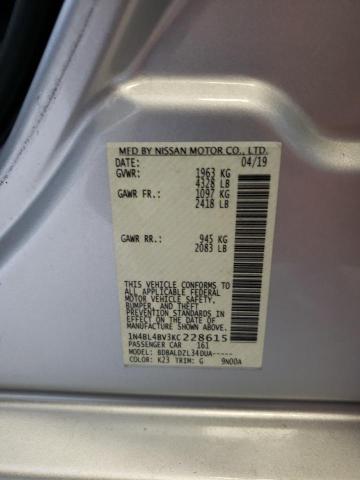 MFD BY NISSAN MOTOR CO., LTD.
DATE: 04/19
GVWR: 1963 KG
4328 LB
GAWR FR: 1097 KG
2418 LB
GAWR RR: 945 KG
2083 LB
THIS VEHICLE CONFORMS TO
ALL APPLICABLE FEDERAL
MOTOR VEHICLE SAFETY,
BUMPER, AND THEFT
PREVENTION STANDARDS
IN EFFECT ON THE DATE OF
MANUFACTURE SHOWN ABOVE.
1N4BL4BV3KC228615
PASSENGER CAR 161
MODEL: BDBALDZL34DUA-----
COLOR: K23 TRIM: G 9N00A